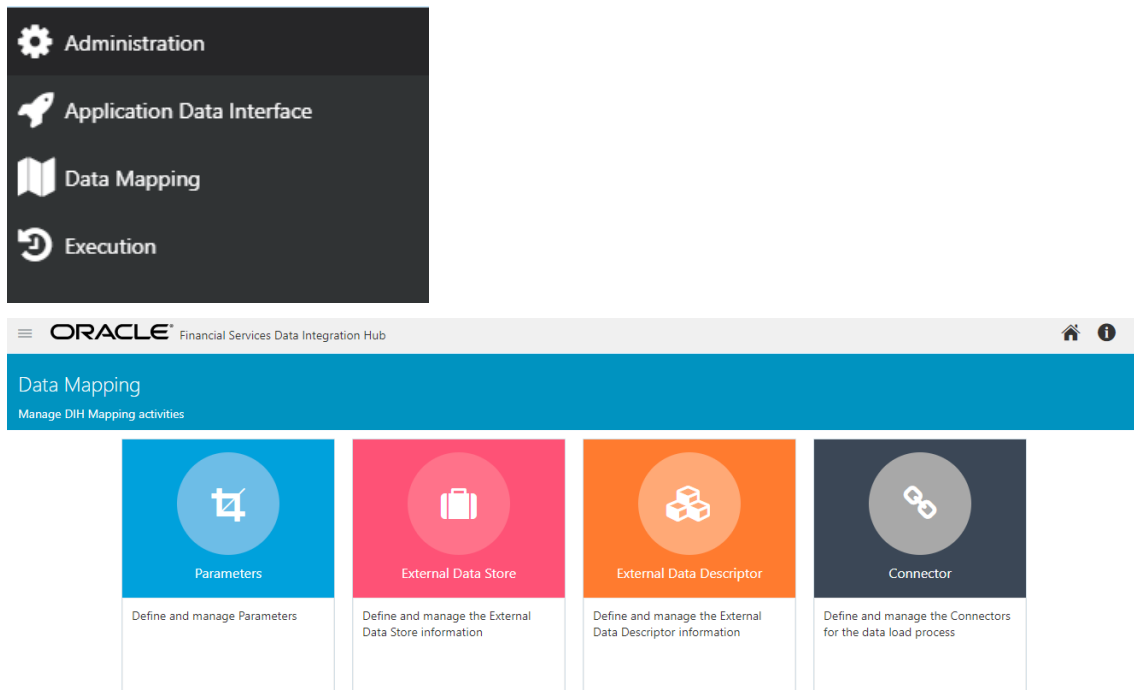 Administration
Application Data Interface
Data Mapping
Execution
ORACLE® Financial Services Data Integration Hub
Data Mapping
Manage DIH Mapping activities
Parameters
Define and manage Parameters
External Data Store
Define and manage the External
Data Store information
External Data Descriptor
Define and manage the External
Data Descriptor information
Connector
Define and manage the Connectors
for the data load process